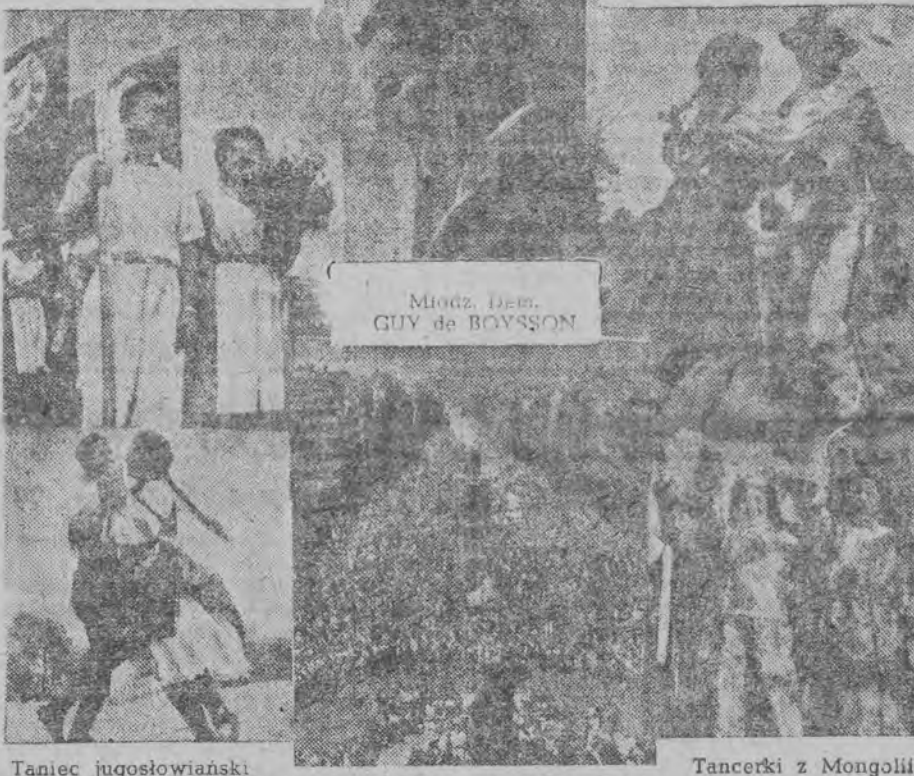 Młodz. Dem.
GUY de BOYSSON
Taniec jugosłowiański
Tancerki z Mongolii